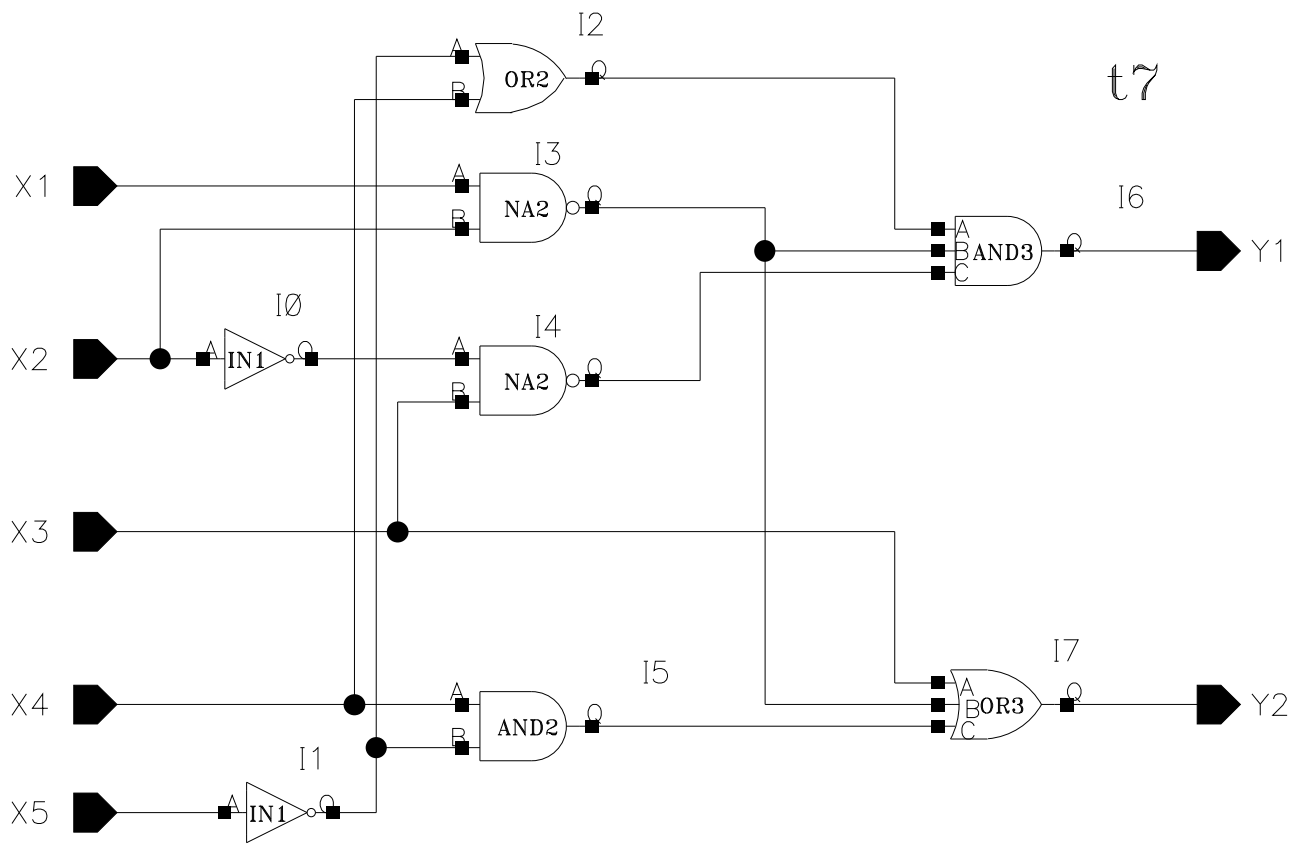 I2
A
Q
OR2
t7
B
I3
X1
A
Q
NA2
B
I6
A
Q
B
AND3
Y1
C
I0
I4
X2
A
IN1
Q
A
NA2
Q
B
X3
I7
I5
X4
A
Q
AND2
B
A
Q
B
OR3
Y2
C
I1
X5
A
IN1
Q